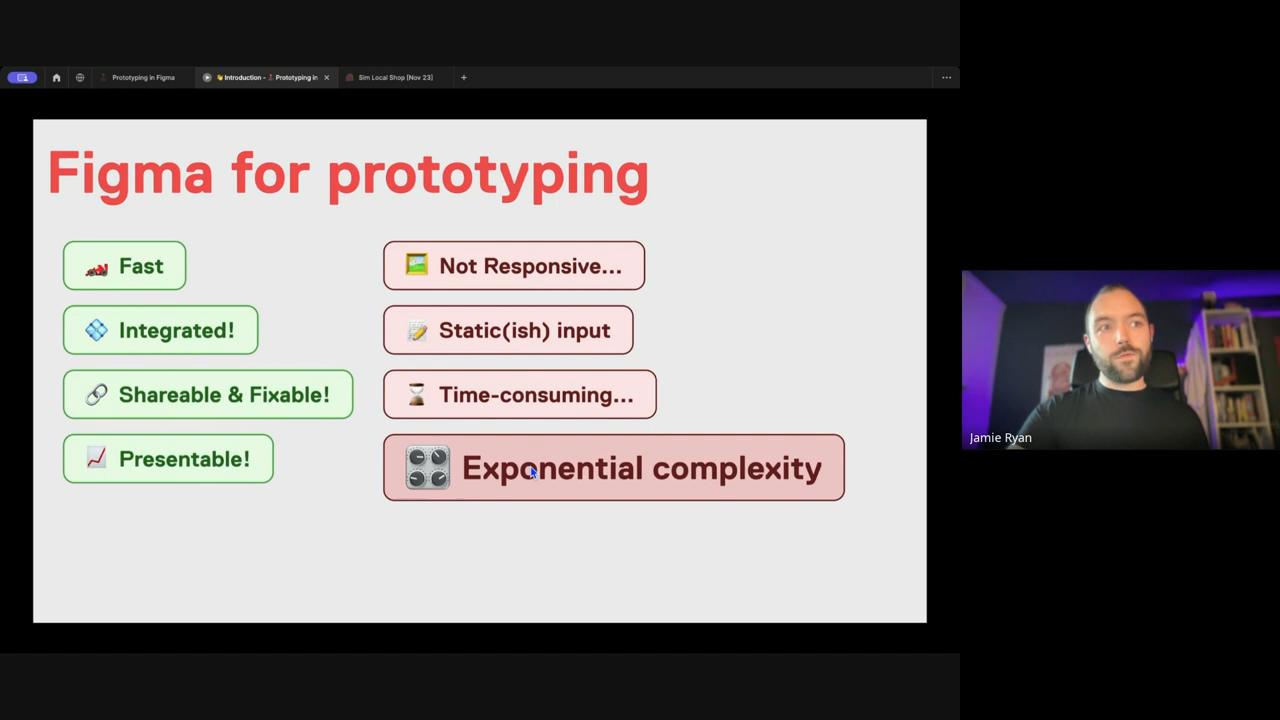 Prototyping in Figma
Introduction - Prototyping in
Sim Local Shop [Nov 23]
Figma for prototyping
Fast
Not Responsive...
Integrated!
Static(ish) input
Shareable & Fixable!
Time-consuming...
Presentable!
Exponential complexity
Jamie Ryan